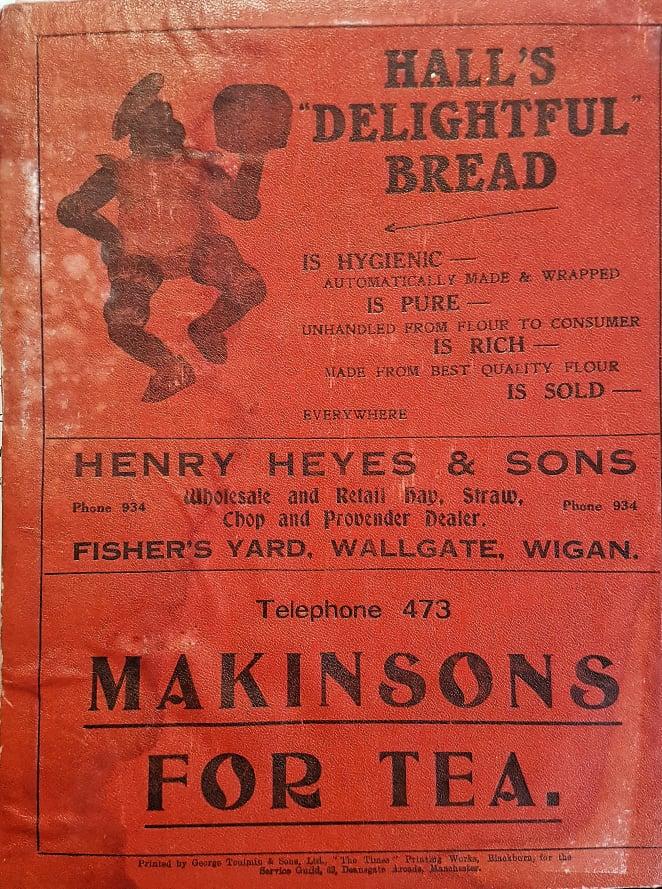 HALL'S
"DELIGHTFUL"
BREAD
IS HYGIENIC —
AUTOMATICALLY MADE & WRAPPED
IS PURE —
UNHANDLED FROM FLOUR TO CONSUMER
IS RICH —
MADE FROM BEST QUALITY FLOUR
IS SOLD —
EVERYWHERE
HENRY HEYES & SONS
Phone 934 Wholesale and Retail Hay, Straw, Phone 934
Chop and Provender Dealer.
FISHER'S YARD, WALLGATE, WIGAN.
Telephone 473
MAKINSONS
FOR TEA.
Printed by George Toulmin & Sons, Ltd., "The Times" Printing Works, Blackburn, for the
Service Guild, 62, Deansgate Arcade, Manchester.